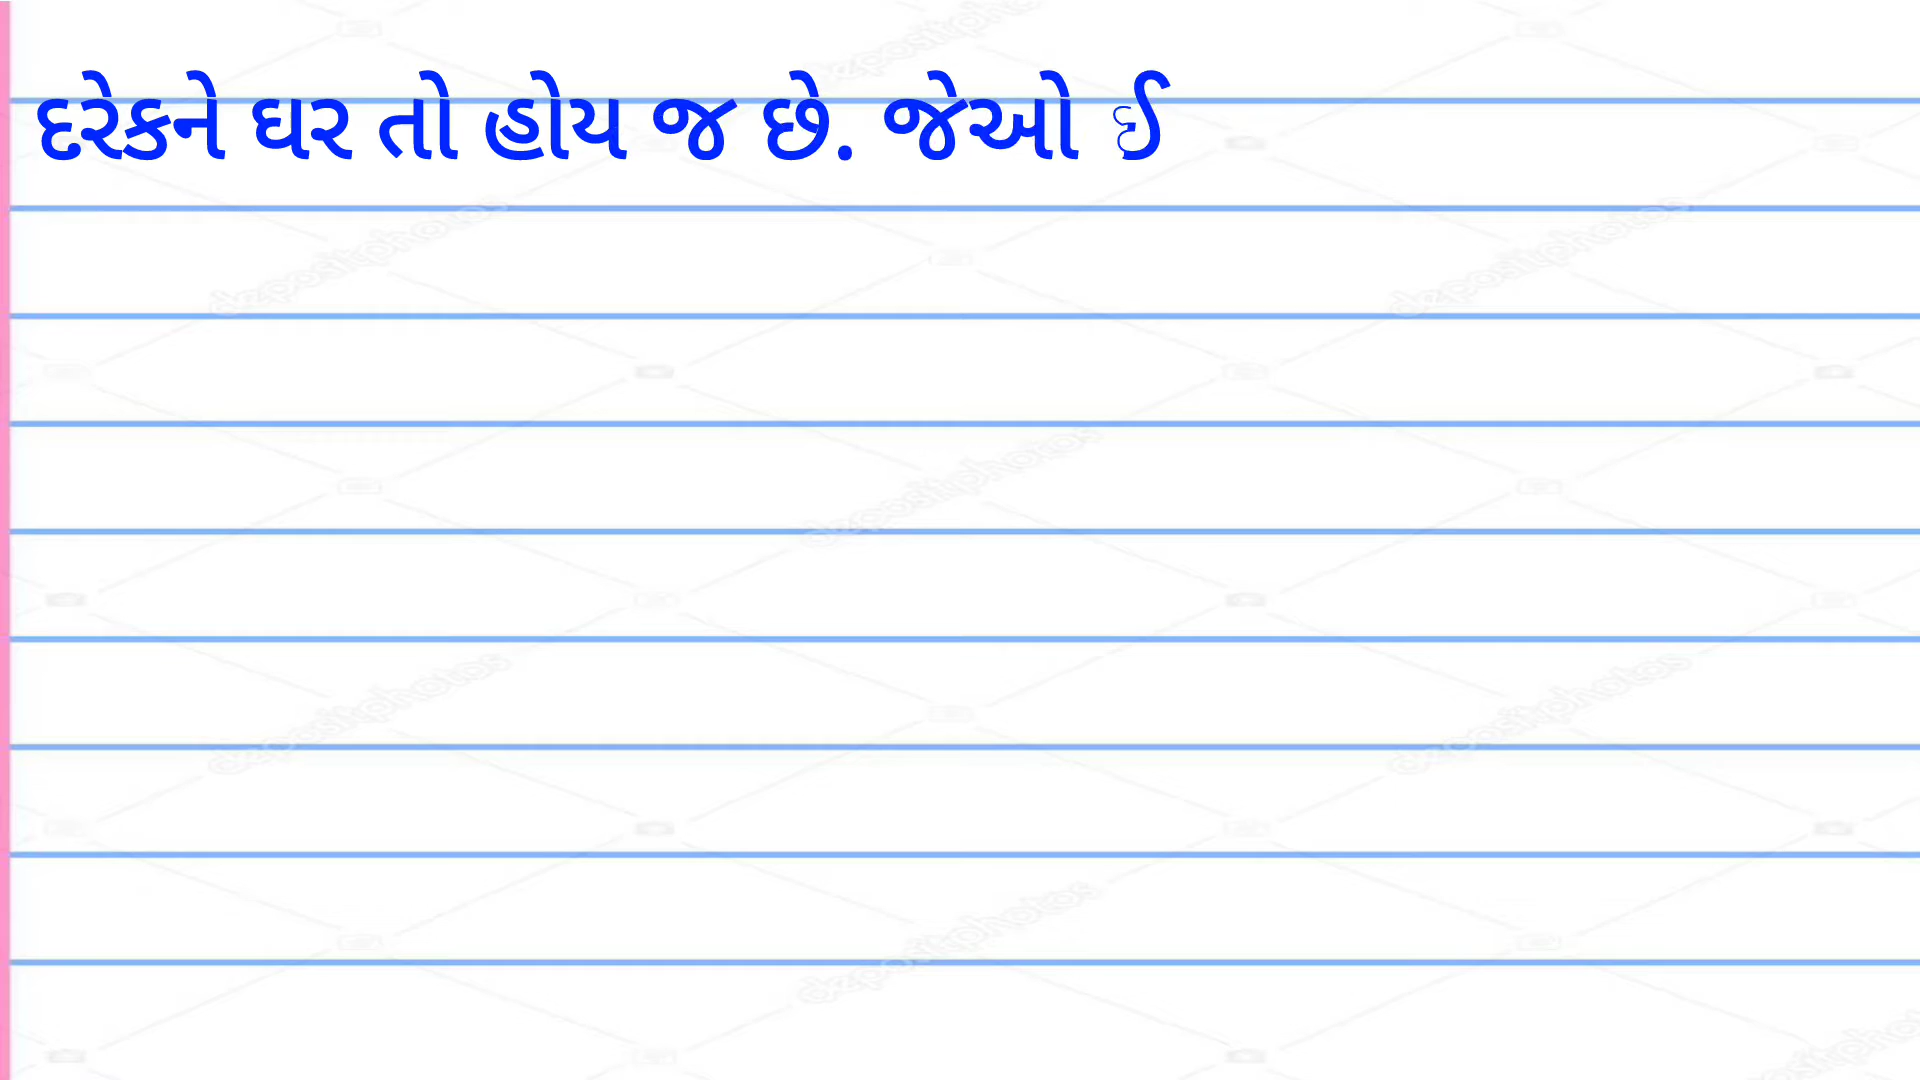 દરેકને ઘર તો હોય જ છે. જેઓ ઈ